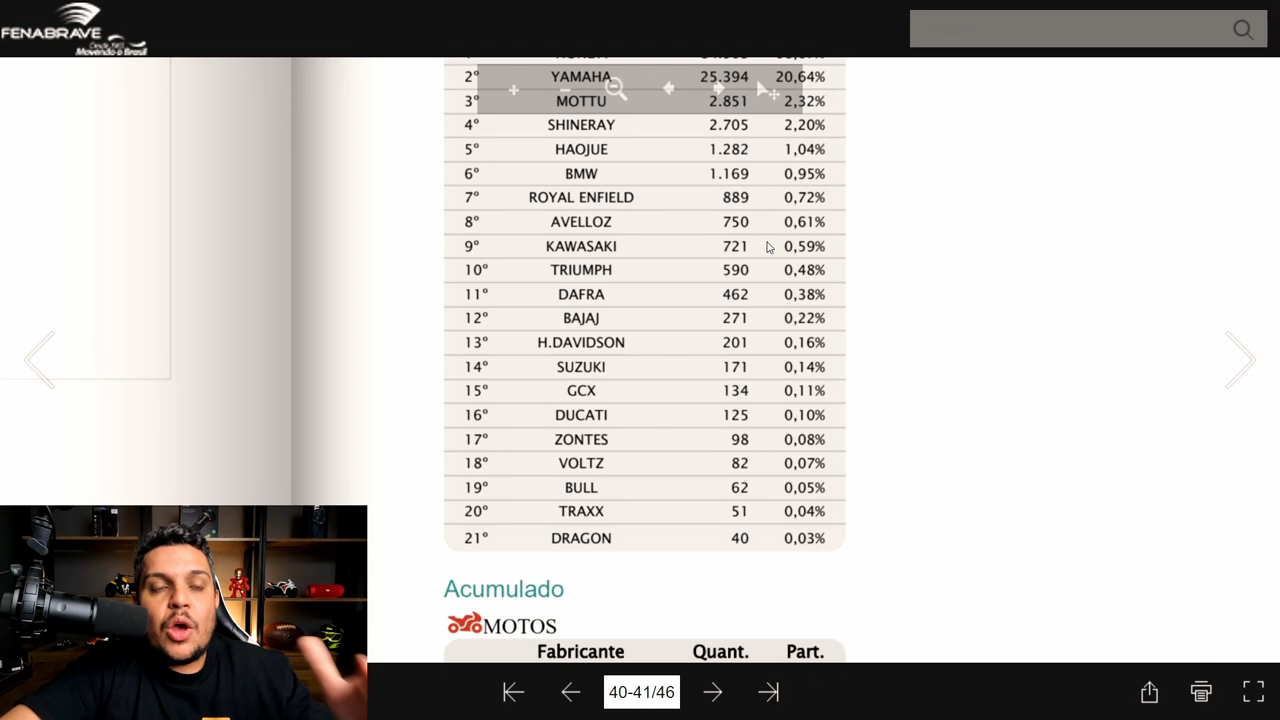 FENABRAVE
Movendo o Brasil
2º YAMAHA 25.394 20,64%
3º MOTTU 2.851 2,32%
4º SHINERAY 2.705 2,20%
5º HAOJUE 1.282 1,04%
6º BMW 1.169 0,95%
7º ROYAL ENFIELD 889 0,72%
8º AVELLOZ 750 0,61%
9º KAWASAKI 721 0,59%
10º TRIUMPH 590 0,48%
11º DAFRA 462 0,38%
12º BAJAJ 271 0,22%
13º H.DAVIDSON 201 0,16%
14º SUZUKI 171 0,14%
15º GCX 134 0,11%
16º DUCATI 125 0,10%
17º ZONTES 98 0,08%
18º VOLTZ 82 0,07%
19º BULL 62 0,05%
20º TRAXX 51 0,04%
21º DRAGON 40 0,03%
Acumulado
MOTOS
Fabricante Quant. Part.
40-41/46